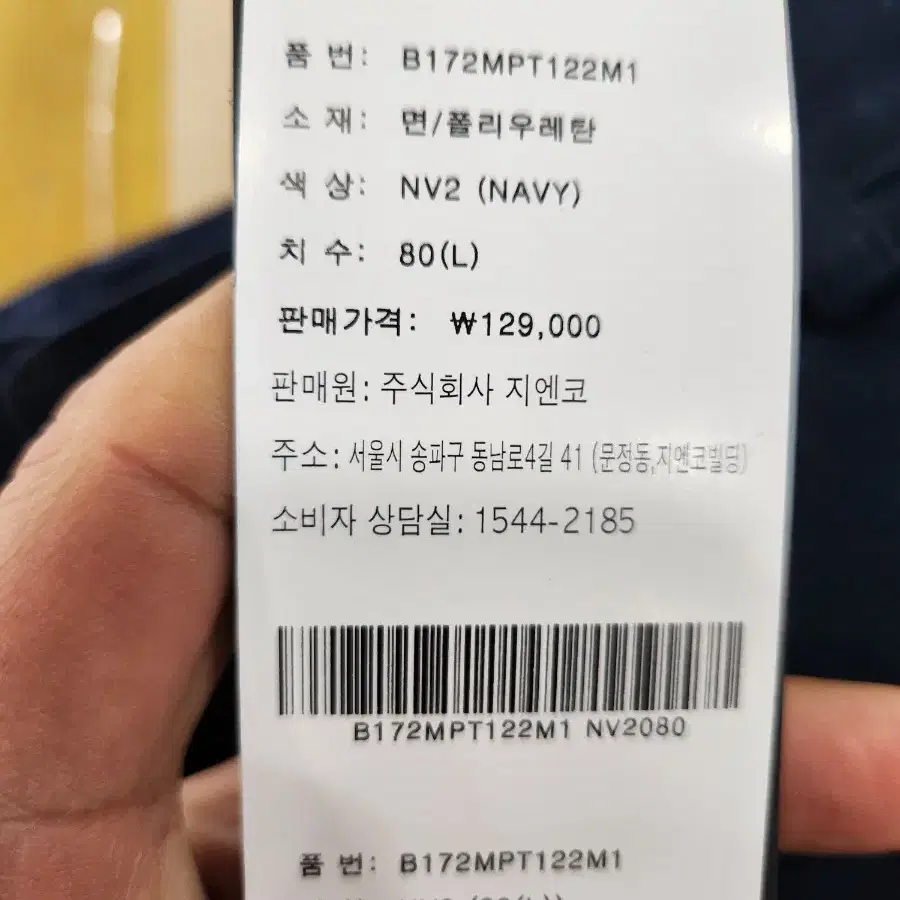 품 번: B172MPT122M1
소 재: 면/폴리우레탄
색 상: NV2 (NAVY)
치 수: 80(L)
판매가격: ₩129,000
판매원: 주식회사 지엔코
주소: 서울시 송파구 동남로4길 41 (문정동,지엔코빌딩)
소비자 상담실: 1544-2185
B172MPT122M1 NV2080
품 번: B172MPT122M1